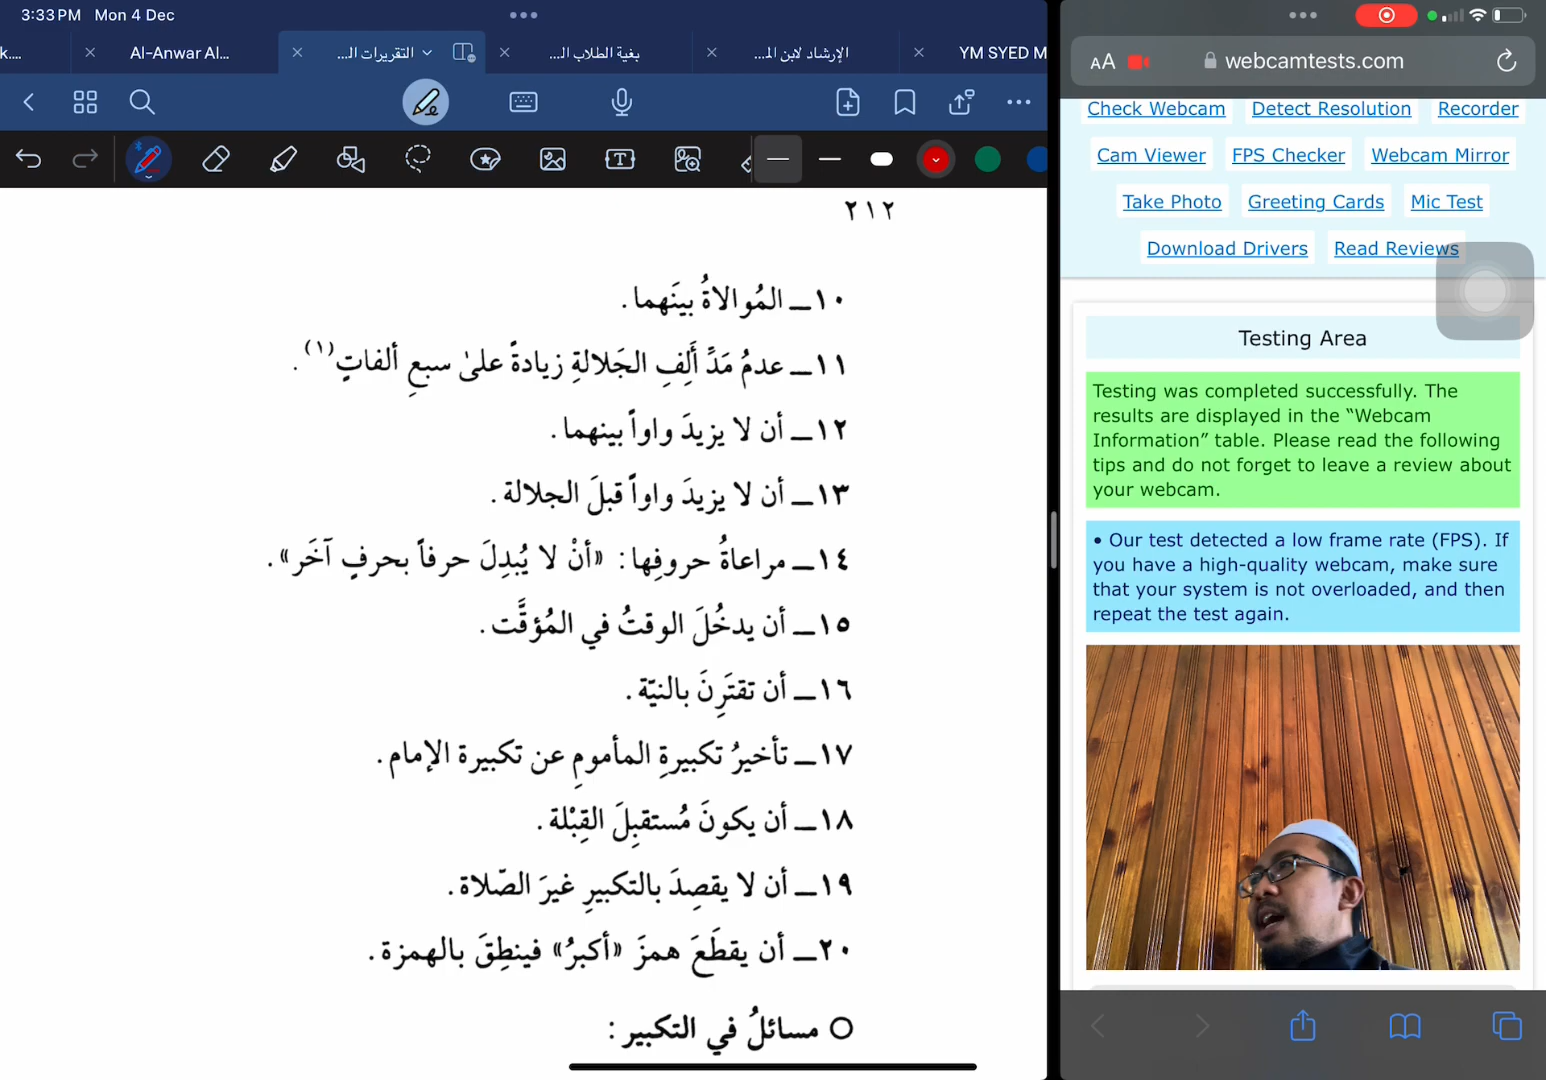 3:33 PM Mon 4 Dec
k....
Al-Anwar Al...
التقريرات الـ...
بغية الطلاب الـ...
الإرشاد لابن المـ...
YM SYED M
٢١٢
١٠ــ المُوالاةُ بينَهما .
١١ــ عدمُ مَدِّ أَلِفِ الجَلالةِ زيادةً علىٰ سبعِ ألفاتٍ(١) .
١٢ــ أن لا يزيدَ واواً بينهما .
١٣ــ أن لا يزيدَ واواً قبلَ الجلالة .
١٤ــ مراعاةُ حروفِها : «أنْ لا يُبدِلَ حرفاً بحرفٍ آخَر» .
١٥ــ أن يدخُلَ الوقتُ في المُؤقَّت .
١٦ــ أن تقترِنَ بالنيّة .
١٧ــ تأخيرُ تكبيرةِ المأمومِ عن تكبيرة الإمام .
١٨ــ أن يكونَ مُستقبِلَ القِبْلة .
١٩ــ أن لا يقصِدَ بالتكبيرِ غيرَ الصّلاة .
٢٠ــ أن يقطَعَ همزَ «أكبرُ» فينطِقَ بالهمزة .
○ مسائلُ في التكبير :
AA webcamtests.com
Check Webcam Detect Resolution Recorder
Cam Viewer FPS Checker Webcam Mirror
Take Photo Greeting Cards Mic Test
Download Drivers Read Reviews
Testing Area
Testing was completed successfully. The
results are displayed in the “Webcam
Information” table. Please read the following
tips and do not forget to leave a review about
your webcam.
• Our test detected a low frame rate (FPS). If
you have a high-quality webcam, make sure
that your system is not overloaded, and then
repeat the test again.